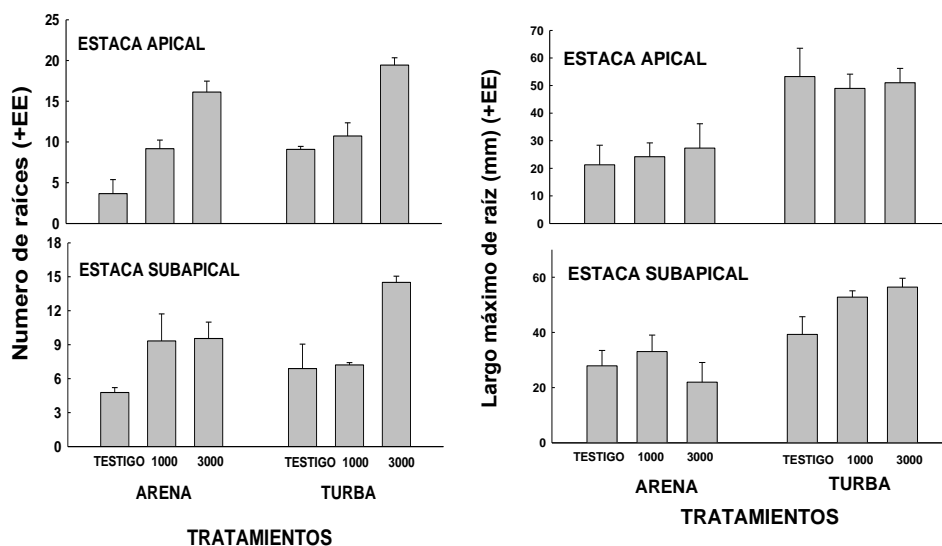 Numero de raíces (+EE)
25
20
15
10
5
0
ESTACA APICAL
18
15
12
9
6
3
0
ESTACA SUBAPICAL
TESTIGO 1000 3000
TESTIGO 1000 3000
ARENA
TURBA
TRATAMIENTOS
Largo máximo de raíz (mm) (+EE)
70
60
50
40
30
20
10
0
ESTACA APICAL
60
40
20
0
ESTACA SUBAPICAL
TESTIGO 1000 3000
TESTIGO 1000 3000
ARENA
TURBA
TRATAMIENTOS